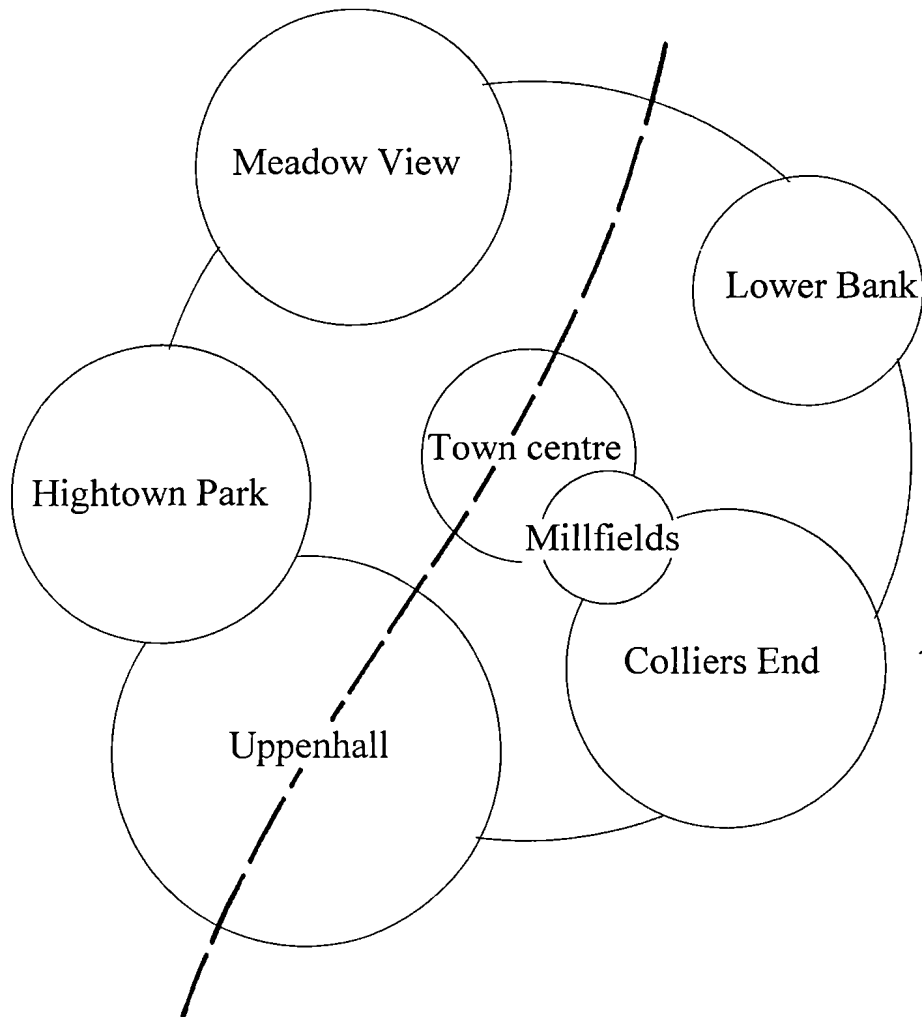 Meadow View
Lower Bank
Town centre
Hightown Park
Millfields
Colliers End
Uppenhall